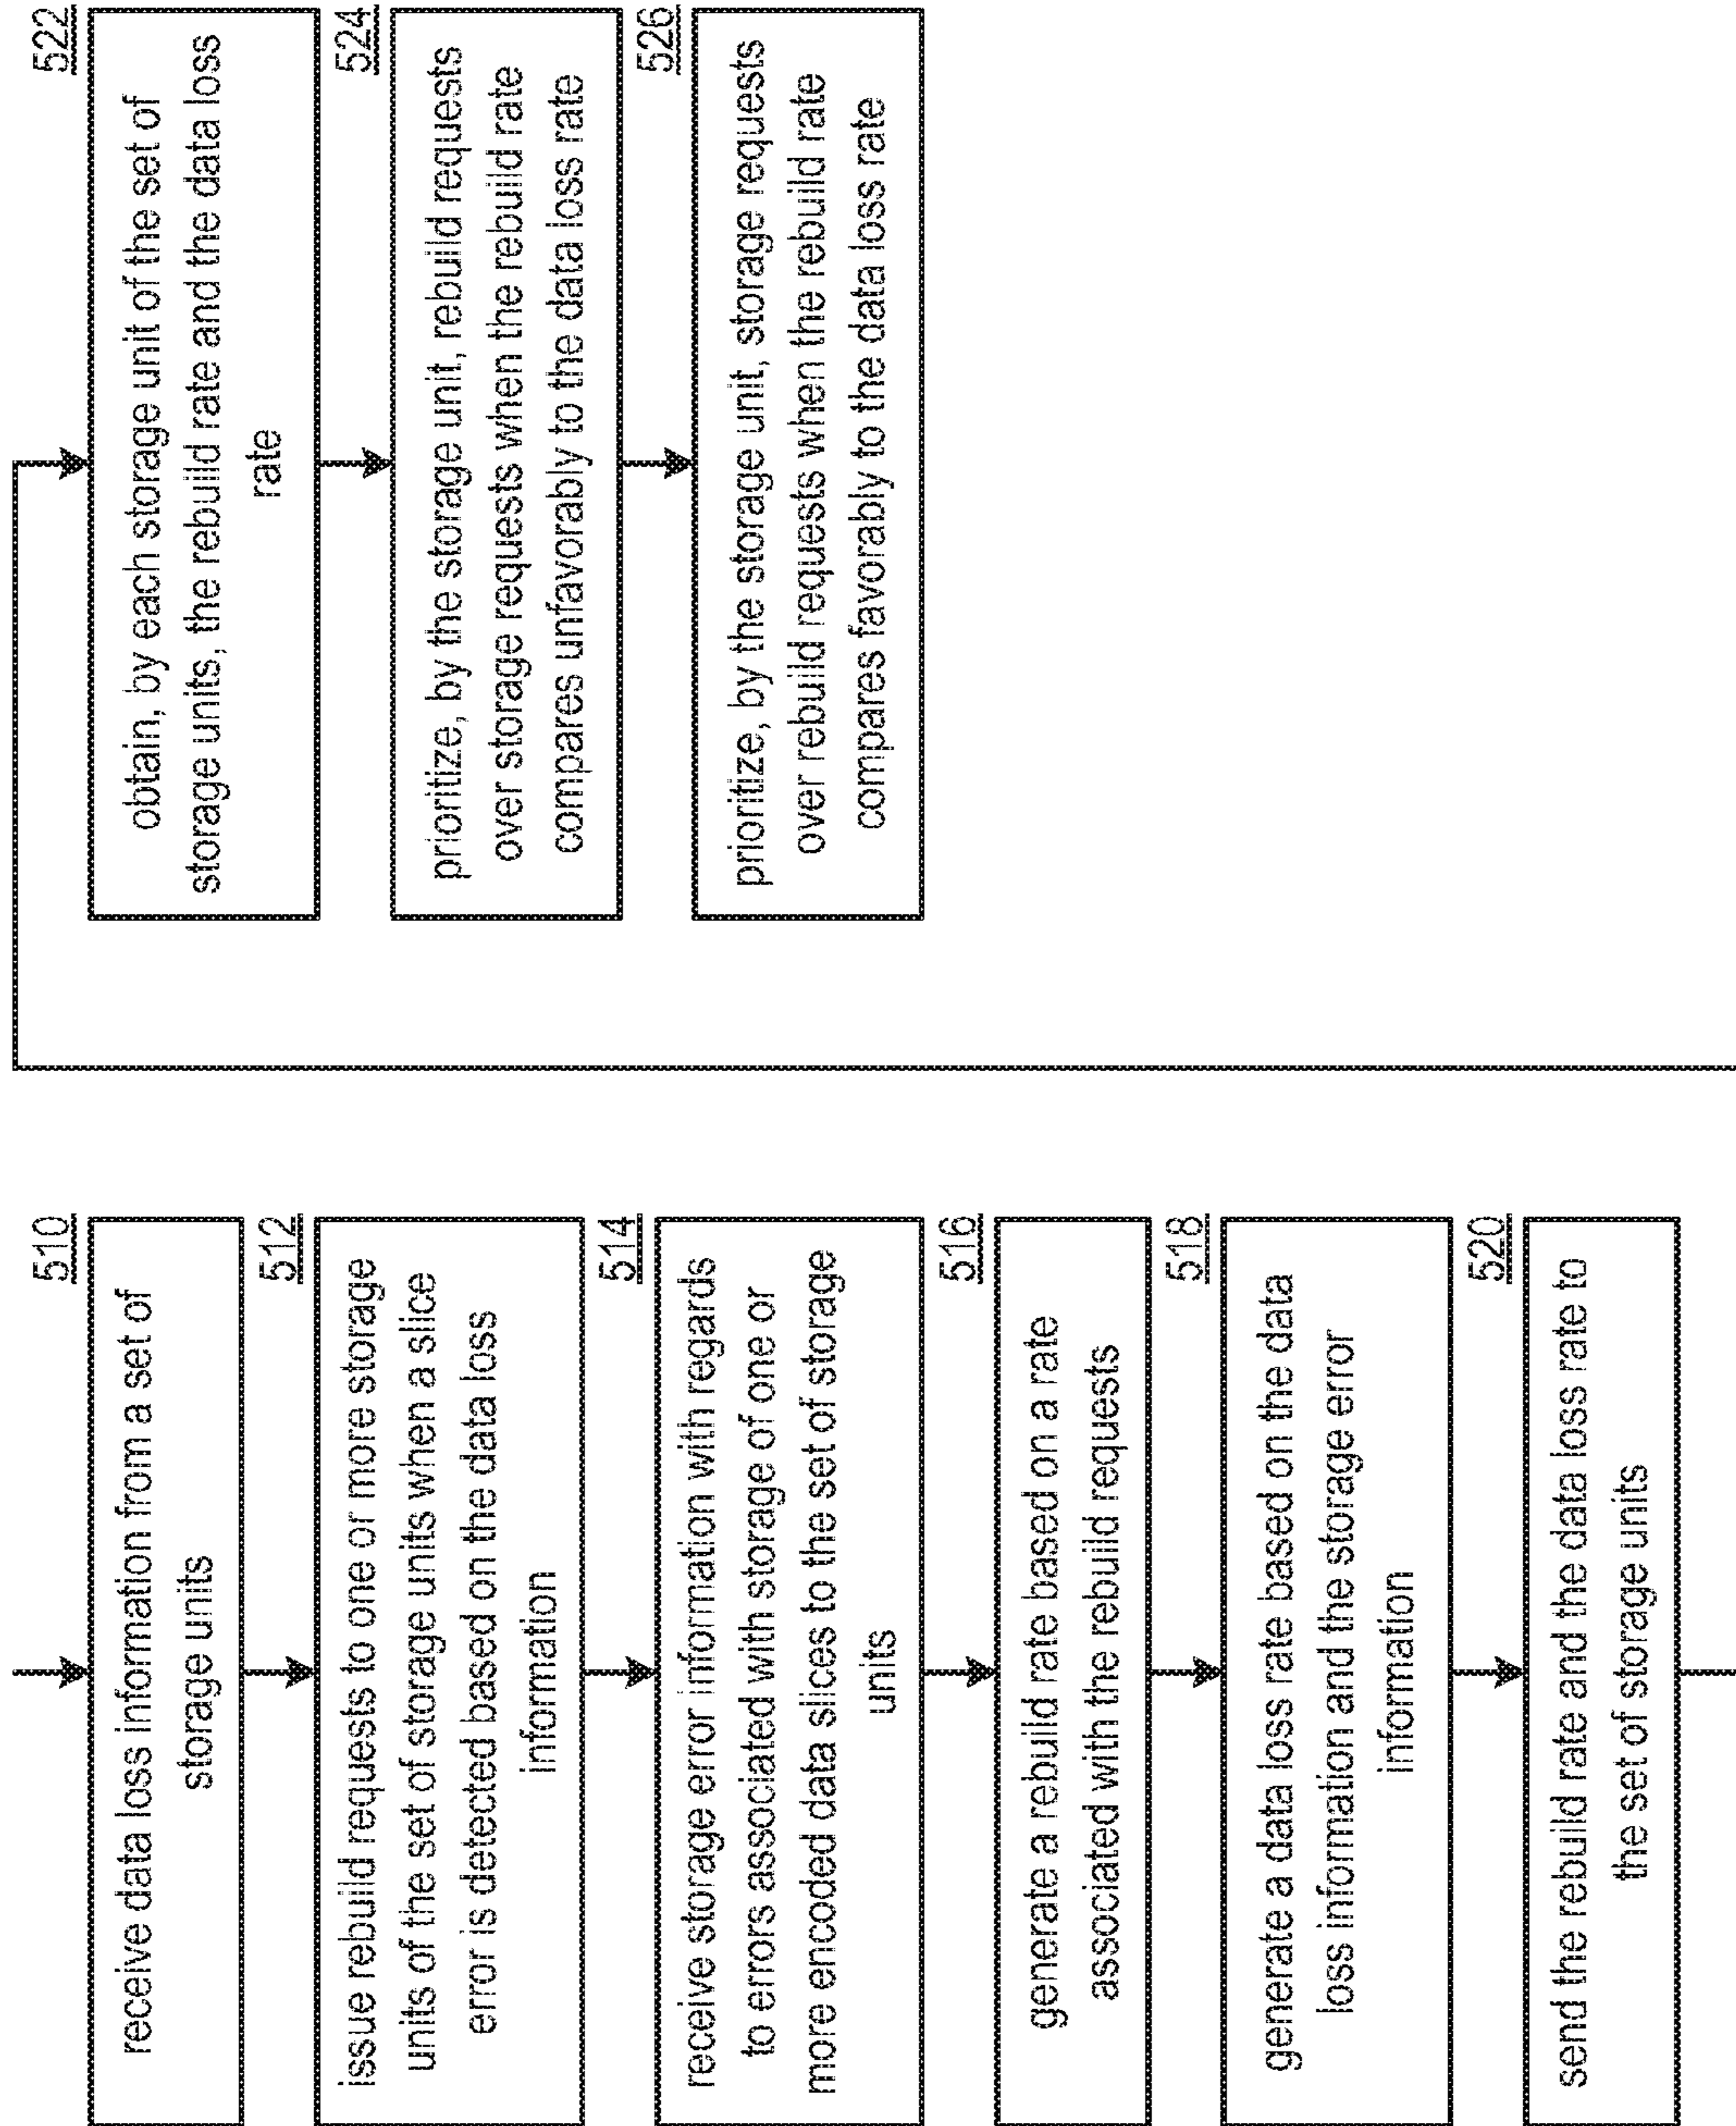 510
receive data loss information from a set of
storage units
512
issue rebuild requests to one or more storage
units of the set of storage units when a slice
error is detected based on the data loss
information
514
receive storage error information with regards
to errors associated with storage of one or
more encoded data slices to the set of storage
units
516
generate a rebuild rate based on a rate
associated with the rebuild requests
518
generate a data loss rate based on the data
loss information and the storage error
information
520
send the rebuild rate and the data loss rate to
the set of storage units
522
obtain, by each storage unit of the set of
storage units, the rebuild rate and the data loss
rate
524
prioritize, by the storage unit, rebuild requests
over storage requests when the rebuild rate
compares unfavorably to the data loss rate
526
prioritize, by the storage unit, storage requests
over rebuild requests when the rebuild rate
compares favorably to the data loss rate